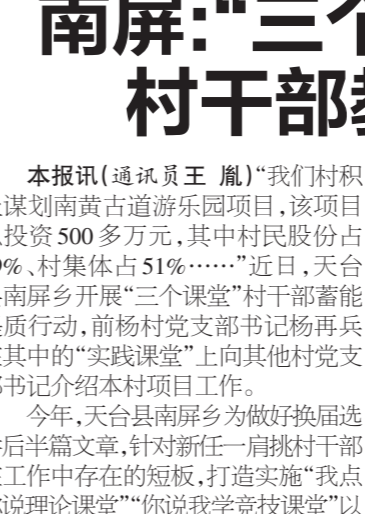 南屏:“三个
村干部
本报讯(通讯员王 胤)“我们村积
谋划南黄古道游乐园项目,该项目
投资500多万元,其中村民股份占
9%、村集体占51%……”近日,天台
南屏乡开展“三个课堂”村干部蓄能
质行动,前杨村党支部书记杨再兵
其中的“实践课堂”上向其他村党支
书记介绍本村项目工作。
今年,天台县南屏乡为做好换届选
后半篇文章,针对新任一肩挑村干部
工作中存在的短板,打造实施“我点
说理论课堂”“你说我学竞技课堂”以